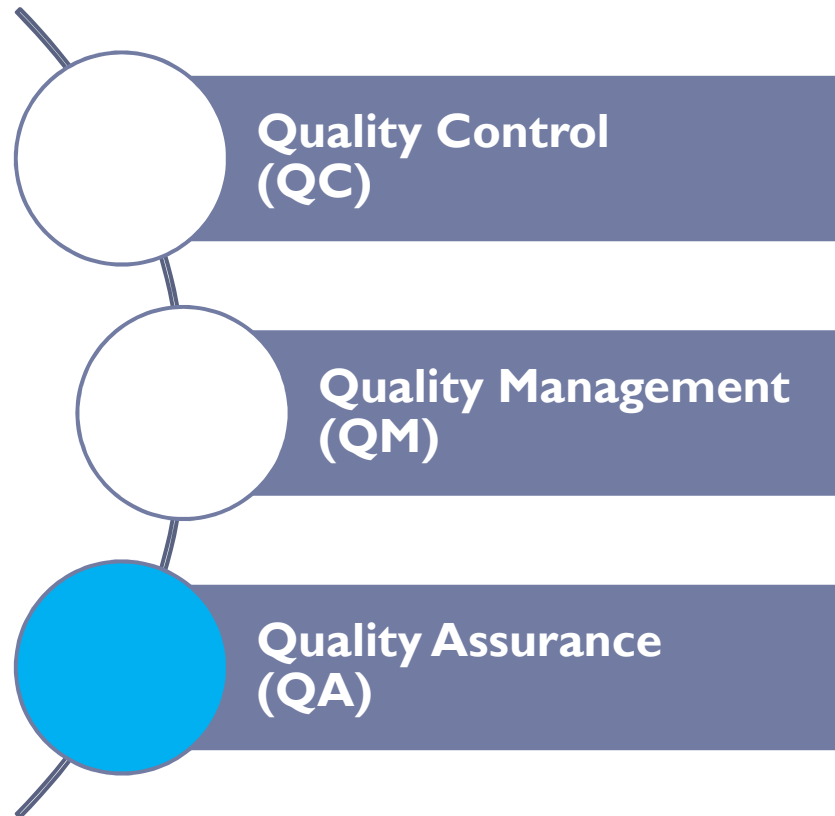 Quality Control
(QC)
Quality Management
(QM)
Quality Assurance
(QA)